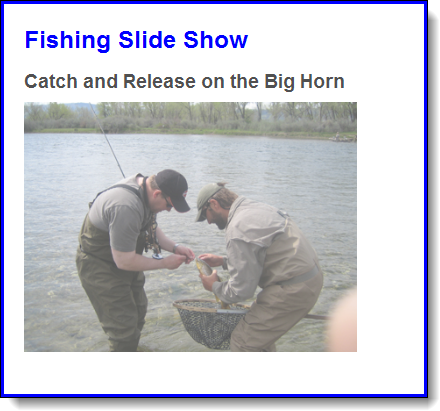 Fishing Slide Show
Catch and Release on the Big Horn